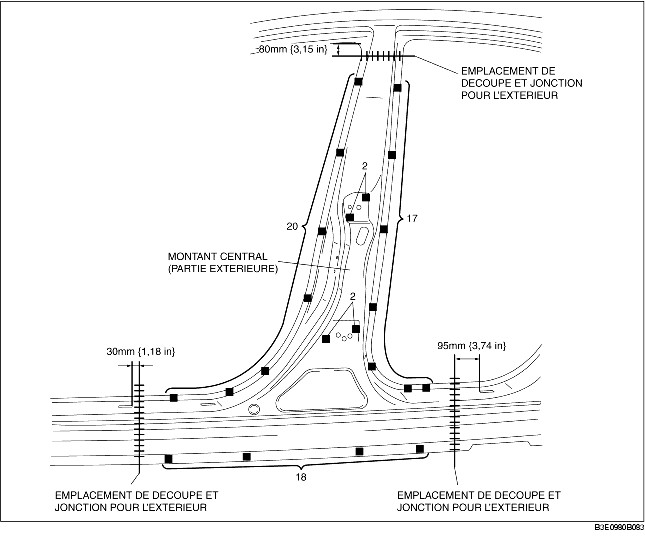 80mm {3,15 in}
EMPLACEMENT DE
DECOUPE ET JONCTION
POUR L'EXTERIEUR
2
20
17
MONTANT CENTRAL
(PARTIE EXTERIEURE)
2
30mm {1,18 in}
95mm {3,74 in}
18
EMPLACEMENT DE DECOUPE ET
JONCTION POUR L'EXTERIEUR
EMPLACEMENT DE DECOUPE ET
JONCTION POUR L'EXTERIEUR
B3E0980B083